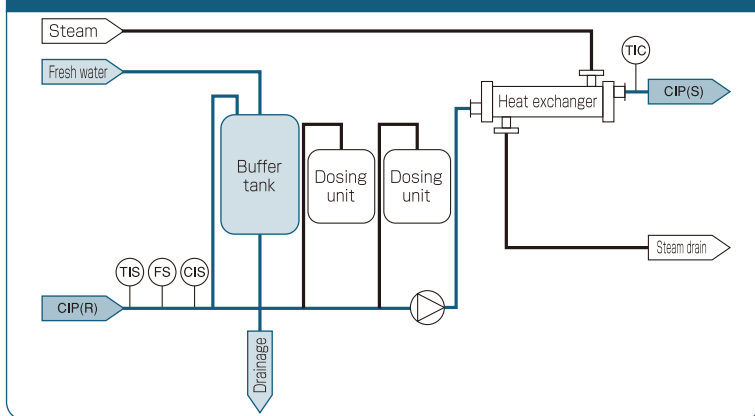 Steam
Fresh water
TIC
CIP(S)
Heat exchanger
Buffer
tank
Dosing
unit
Dosing
unit
Steam drain
TIS
FS
CIS
CIP(R)
Drainage